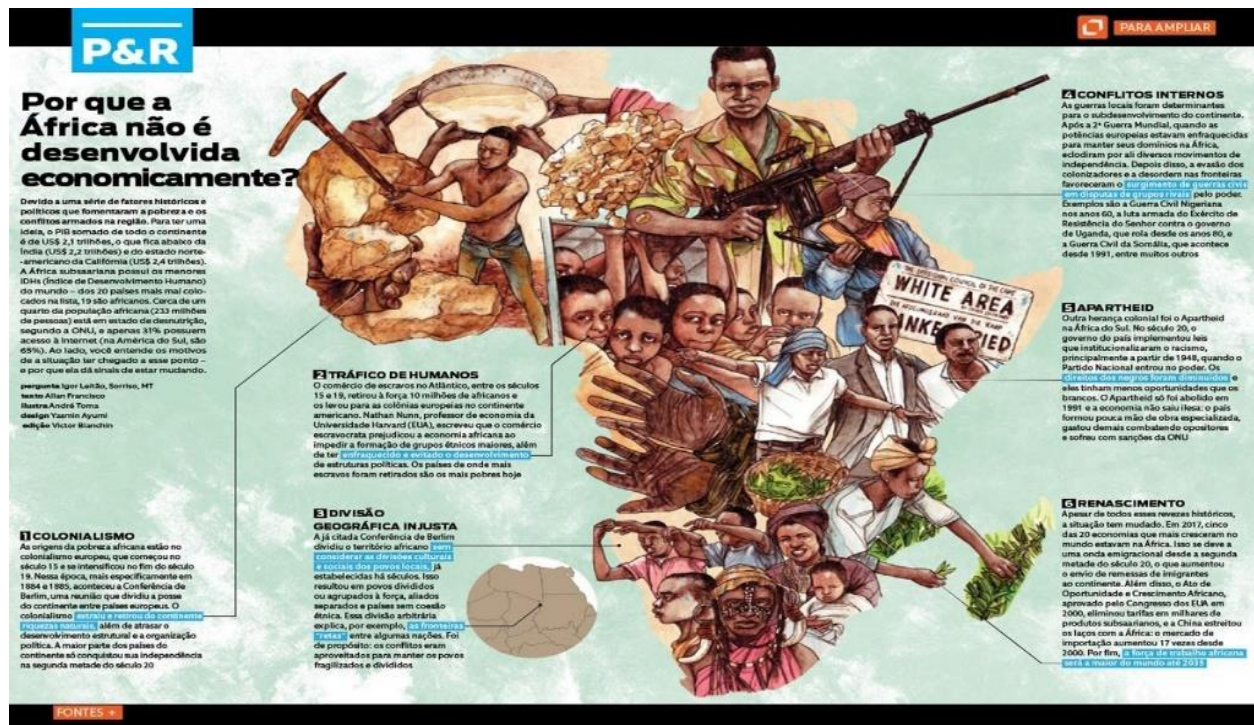 P&R
PARA AMPLIAR
Por que a
África não é
desenvolvida
economicamente?
Devido a uma série de fatores históricos e
políticos que fomentaram a pobreza e os
conflitos armados na região. Para ter uma
ideia, o PIB somado de todo o continente
é de US$ 2,1 trilhões, o que fica abaixo da
Índia (US$ 2,2 trilhões) e do estado norte-
-americano da Califórnia (US$ 2,4 trilhões).
A África subsaariana possui os menores
IDHs (Índice de Desenvolvimento Humano)
do mundo – dos 20 países mais mal colo-
cados na lista, 19 são africanos. Cerca de um
quarto da população africana (233 milhões
de pessoas) está em estado de desnutrição,
segundo a ONU, e apenas 31% possuem
acesso à internet (na América do Sul, são
65%). Ao lado, você entende os motivos
de a situação ter chegado a esse ponto –
e por que ela dá sinais de estar mudando.
pergunta Igor Leitão, Sorriso, MT
texto Allan Francisco
ilustra André Toma
design Yasmin Ayumi
edição Victor Bianchin
1 COLONIALISMO
As origens da pobreza africana estão no
colonialismo europeu, que começou no
século 15 e se intensificou no fim do século
19. Nessa época, mais especificamente em
1884 e 1885, aconteceu a Conferência de
Berlim, uma reunião que dividiu a posse
do continente entre países europeus. O
colonialismo extraiu e retirou do continente
riquezas naturais, além de atrasar o
desenvolvimento estrutural e a organização
política. A maior parte dos países do
continente só conquistou sua independência
na segunda metade do século 20
2 TRÁFICO DE HUMANOS
O comércio de escravos no Atlântico, entre os séculos
15 e 19, retirou à força 10 milhões de africanos e
os levou para as colônias europeias no continente
americano. Nathan Nunn, professor de economia da
Universidade Harvard (EUA), escreveu que o comércio
escravocrata prejudicou a economia africana ao
impedir a formação de grupos étnicos maiores, além
de ter enfraquecido e evitado o desenvolvimento
de estruturas políticas. Os países de onde mais
escravos foram retirados são os mais pobres hoje
3 DIVISÃO
GEOGRÁFICA INJUSTA
A já citada Conferência de Berlim
dividiu o território africano sem
considerar as divisões culturais
e sociais dos povos locais, já
estabelecidas há séculos. Isso
resultou em povos divididos
ou agrupados à força, aliados
separados e países sem coesão
étnica. Essa divisão arbitrária
explica, por exemplo, as fronteiras
"retas" entre algumas nações. Foi
de propósito: os conflitos eram
aproveitados para manter os povos
fragilizados e divididos
4 CONFLITOS INTERNOS
As guerras locais foram determinantes
para o subdesenvolvimento do continente.
Após a 2ª Guerra Mundial, quando as
potências europeias estavam enfraquecidas
para manter seus domínios na África,
eclodiram por ali diversos movimentos de
independência. Depois disso, a evasão dos
colonizadores e a desordem nas fronteiras
favoreceram o surgimento de guerras civis
em disputas de grupos rivais pelo poder.
Exemplos são a Guerra Civil Nigeriana
nos anos 60, a luta armada do Exército de
Resistência do Senhor contra o governo
de Uganda, que rola desde os anos 80, e
a Guerra Civil da Somália, que acontece
desde 1991, entre muitos outros
WHITE AREA
5 APARTHEID
Outra herança colonial foi o Apartheid
na África do Sul. No século 20, o
governo do país implementou leis
que institucionalizaram o racismo,
principalmente a partir de 1948, quando o
Partido Nacional entrou no poder. Os
direitos dos negros foram diminuídos e
eles tinham menos oportunidades que os
brancos. O Apartheid só foi abolido em
1991 e a economia não saiu ilesa: o país
formou pouca mão de obra especializada,
gastou demais combatendo opositores
e sofreu com sanções da ONU
6 RENASCIMENTO
Apesar de todos esses revezes históricos,
a situação tem mudado. Em 2017, cinco
das 20 economias que mais cresceram no
mundo estavam na África. Isso se deve a
uma onda emigracional desde a segunda
metade do século 20, o que aumentou
o envio de remessas de imigrantes
ao continente. Além disso, o Ato de
Oportunidade e Crescimento Africano,
aprovado pelo Congresso dos EUA em
2000, eliminou tarifas em milhares de
produtos subsaarianos, e a China estreitou
os laços com a África: o mercado de
importação aumentou 17 vezes desde
2000. Por fim, a força de trabalho africana
será a maior do mundo até 2035
FONTES +